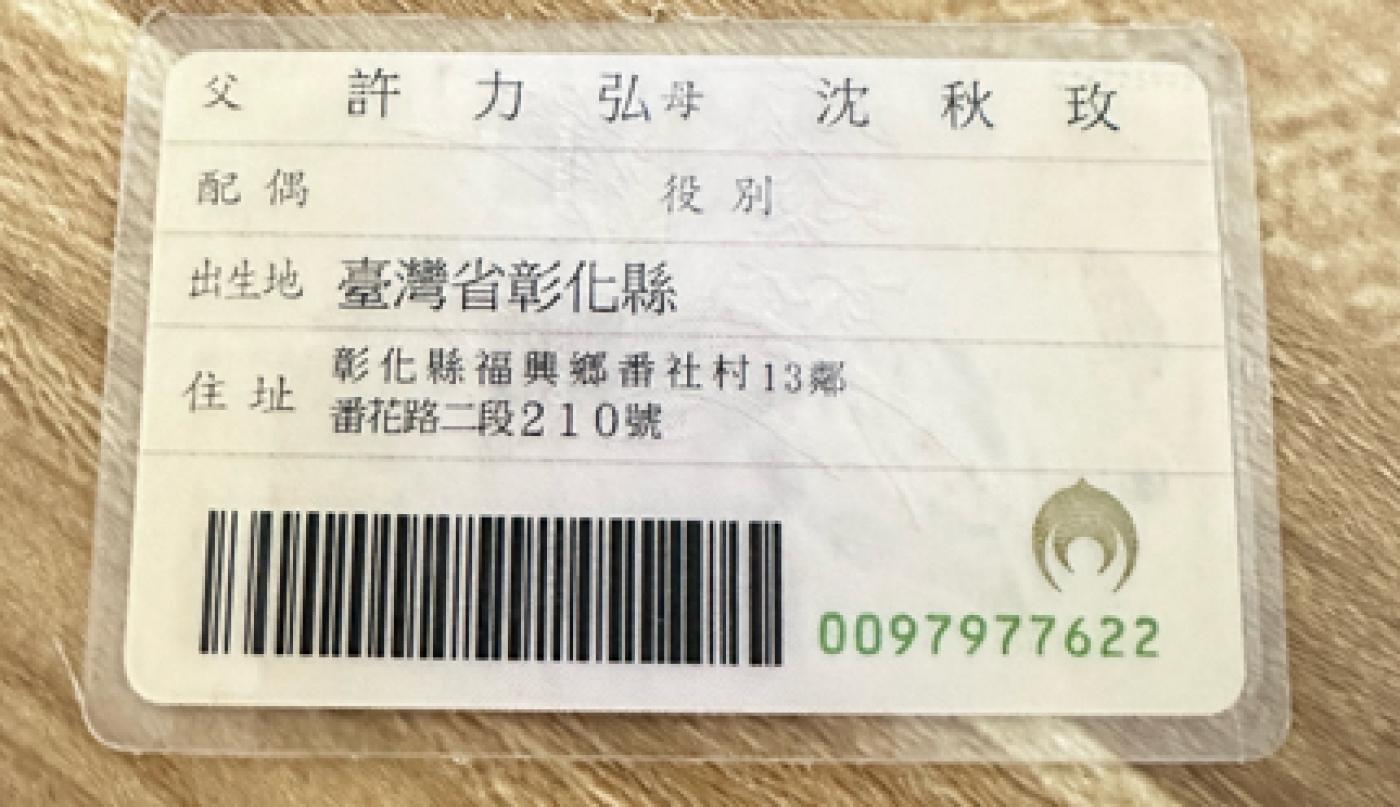 父 許力弘 母 沈秋玫
配偶 役別
出生地 臺灣省彰化縣
住址 彰化縣福興鄉番社村13鄰
番花路二段210號
0097977622